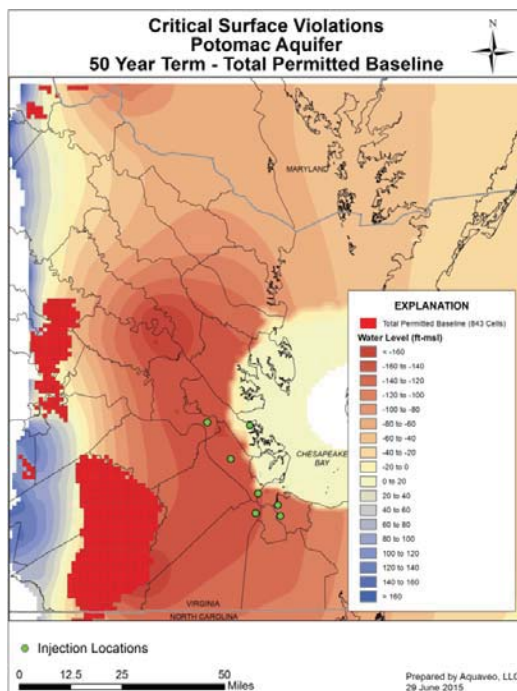 Critical Surface Violations
Potomac Aquifer
50 Year Term - Total Permitted Baseline
N
MARYLAND
EXPLANATION
Total Permitted Baseline (843 Cells)
Water Level (ft-msl)
< -160
-160 to -140
-140 to -120
-120 to -100
-100 to -80
-80 to -60
-60 to -40
-40 to -20
-20 to 0
0 to 20
20 to 40
40 to 60
60 to 80
80 to 100
100 to 120
120 to 140
140 to 160
> 160
CHESAPEAKE
BAY
VIRGINIA
NORTH CAROLINA
Injection Locations
0 12.5 25 50
Miles
Prepared by Aquaveo, LLC
29 June 2015